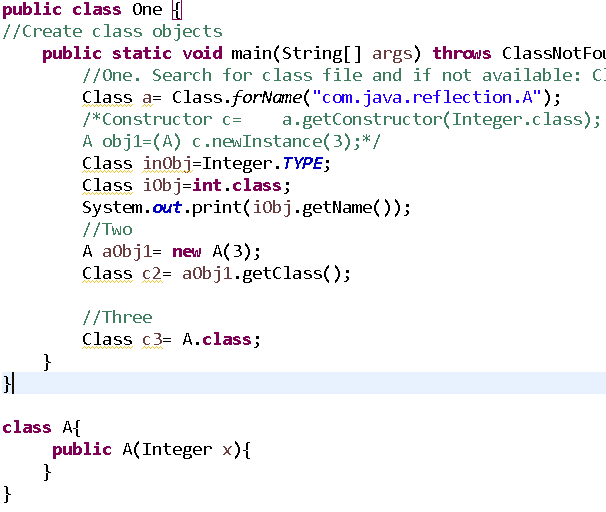 public class One {
//Create class objects
public static void main(String[] args) throws ClassNotFou
//One. Search for class file and if not available: Cl
Class a= Class.forName("com.java.reflection.A");
/*Constructor c= a.getConstructor(Integer.class);
A obj1=(A) c.newInstance(3);*/
Class inObj=Integer.TYPE;
Class iObj=int.class;
System.out.print(iObj.getName());
//Two
A aObj1= new A(3);
Class c2= aObj1.getClass();
//Three
Class c3= A.class;
}
}
class A{
public A(Integer x){
}
}